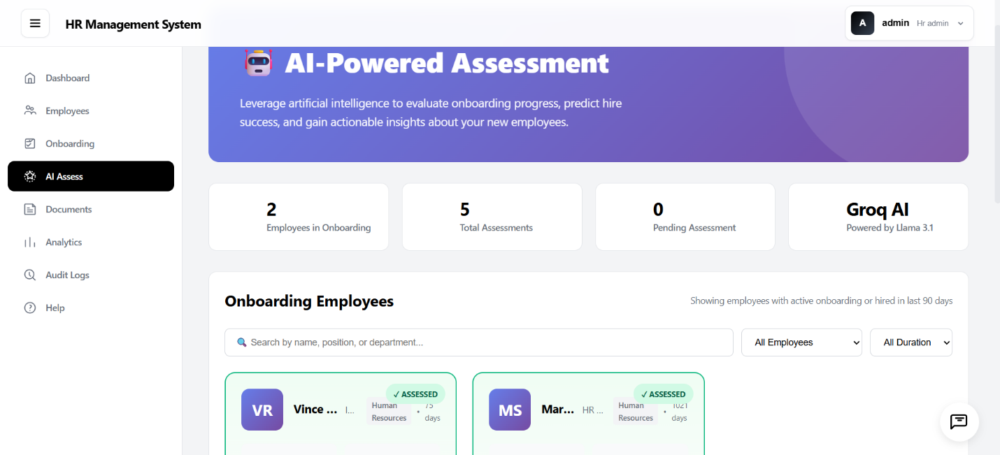 HR Management System
A admin Hr admin
Dashboard
Employees
Onboarding
AI Assess
Documents
Analytics
Audit Logs
Help
AI-Powered Assessment
Leverage artificial intelligence to evaluate onboarding progress, predict hire
success, and gain actionable insights about your new employees.
2
Employees in Onboarding
5
Total Assessments
0
Pending Assessment
Groq AI
Powered by Llama 3.1
Onboarding Employees
Showing employees with active onboarding or hired in last 90 days
Search by name, position, or department...
All Employees
All Duration
✓ ASSESSED
VR
Vince ...
I...
Human
Resources
•
75
days
✓ ASSESSED
MS
Mar...
HR ...
Human
Resources
•
1021
days